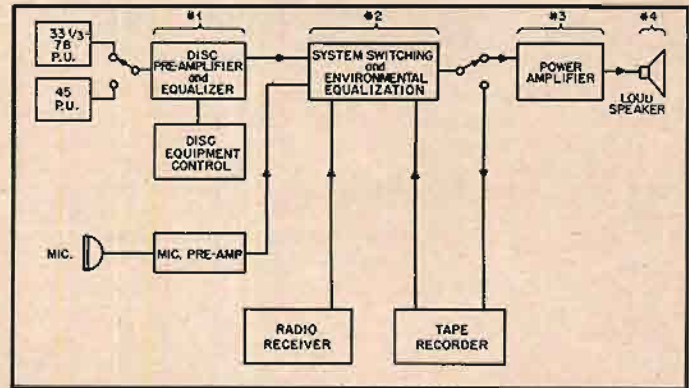 #1
#2
#3
#4
33 1/3-
78
P.U.
45
P.U.
DISC
PRE-AMPLIFIER
and
EQUALIZER
DISC
EQUIPMENT
CONTROL
SYSTEM SWITCHING
and
ENVIRONMENTAL
EQUALIZATION
POWER
AMPLIFIER
LOUD
SPEAKER
MIC.
MIC. PRE-AMP
RADIO
RECEIVER
TAPE
RECORDER